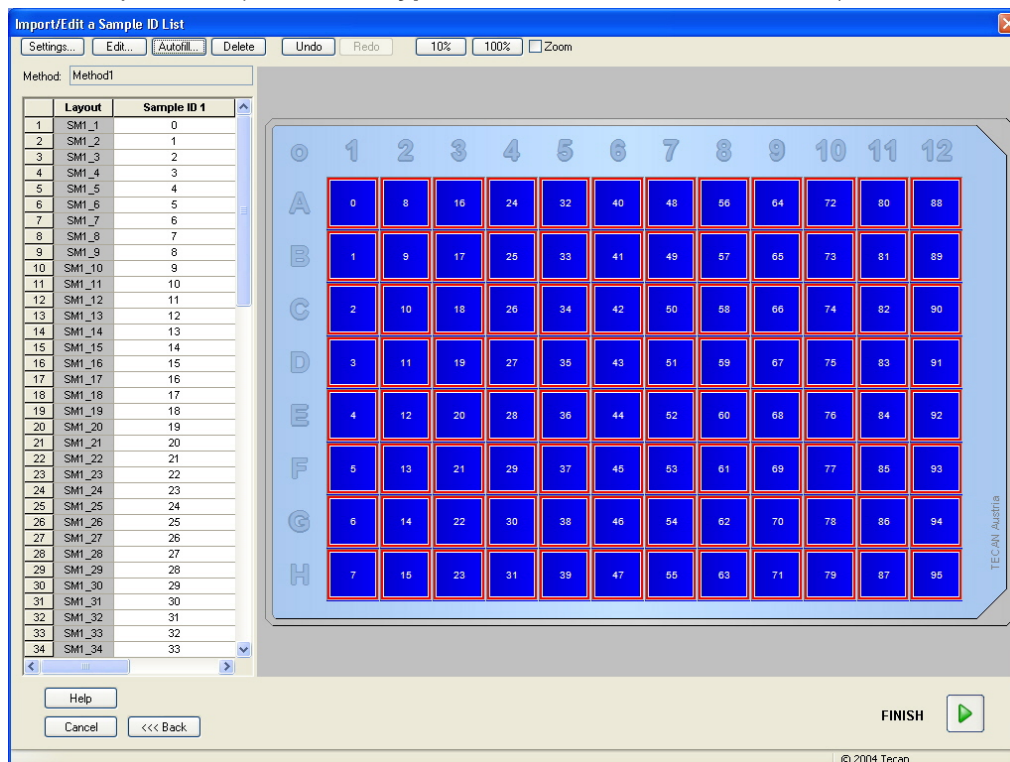 Import/Edit a Sample ID List
Settings... Edit... Autofill... Delete Undo Redo 10% 100% Zoom
Method: Method1
Layout Sample ID 1
1 SM1_1 0
2 SM1_2 1
3 SM1_3 2
4 SM1_4 3
5 SM1_5 4
6 SM1_6 5
7 SM1_7 6
8 SM1_8 7
9 SM1_9 8
10 SM1_10 9
11 SM1_11 10
12 SM1_12 11
13 SM1_13 12
14 SM1_14 13
15 SM1_15 14
16 SM1_16 15
17 SM1_17 16
18 SM1_18 17
19 SM1_19 18
20 SM1_20 19
21 SM1_21 20
22 SM1_22 21
23 SM1_23 22
24 SM1_24 23
25 SM1_25 24
26 SM1_26 25
27 SM1_27 26
28 SM1_28 27
29 SM1_29 28
30 SM1_30 29
31 SM1_31 30
32 SM1_32 31
33 SM1_33 32
34 SM1_34 33
o 1 2 3 4 5 6 7 8 9 10 11 12
A 0 8 16 24 32 40 48 56 64 72 80 88
B 1 9 17 25 33 41 49 57 65 73 81 89
C 2 10 18 26 34 42 50 58 66 74 82 90
D 3 11 19 27 35 43 51 59 67 75 83 91
E 4 12 20 28 36 44 52 60 68 76 84 92
F 5 13 21 29 37 45 53 61 69 77 85 93
G 6 14 22 30 38 46 54 62 70 78 86 94
H 7 15 23 31 39 47 55 63 71 79 87 95
TECAN Austria
Help
Cancel <<< Back
FINISH
© 2004 Tecan